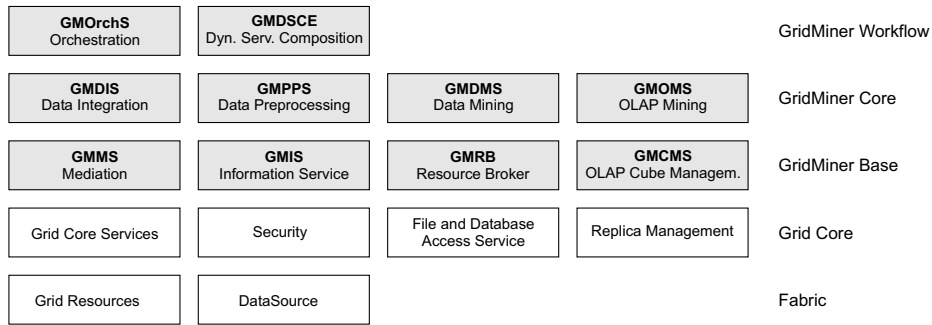 GMOrchS
Orchestration
GMDSCE
Dyn. Serv. Composition
GridMiner Workflow
GMDIS
Data Integration
GMPPS
Data Preprocessing
GMDMS
Data Mining
GMOMS
OLAP Mining
GridMiner Core
GMMS
Mediation
GMIS
Information Service
GMRB
Resource Broker
GMCMS
OLAP Cube Managem.
GridMiner Base
Grid Core Services
Security
File and Database
Access Service
Replica Management
Grid Core
Grid Resources
DataSource
Fabric